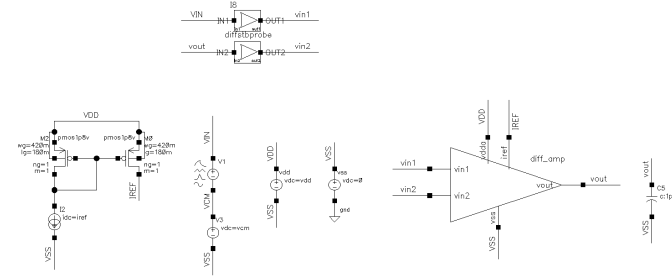 I8
VIN IN1 OUT1 vin1
diffstbprobe
vout IN2 OUT2 vin2
VDD
M2 pmos1p8v pmos1p8v M0
wg=420m wg=420m
lg=180m lg=180m
ng=1 ng=1
m=1 m=1
IREF
I2
idc=iref
VSS
VIN
V1
VCM
V3
vdc=vcm
VSS
VDD
vdd
vdc=vdd
VSS
VSS
vss
vdc=0
gnd
VDD IREF
vdda iref
diff_amp
vin1 vin1
vin2 vin2
vout vout
vss
VSS
vout
C5
c:1p
VSS